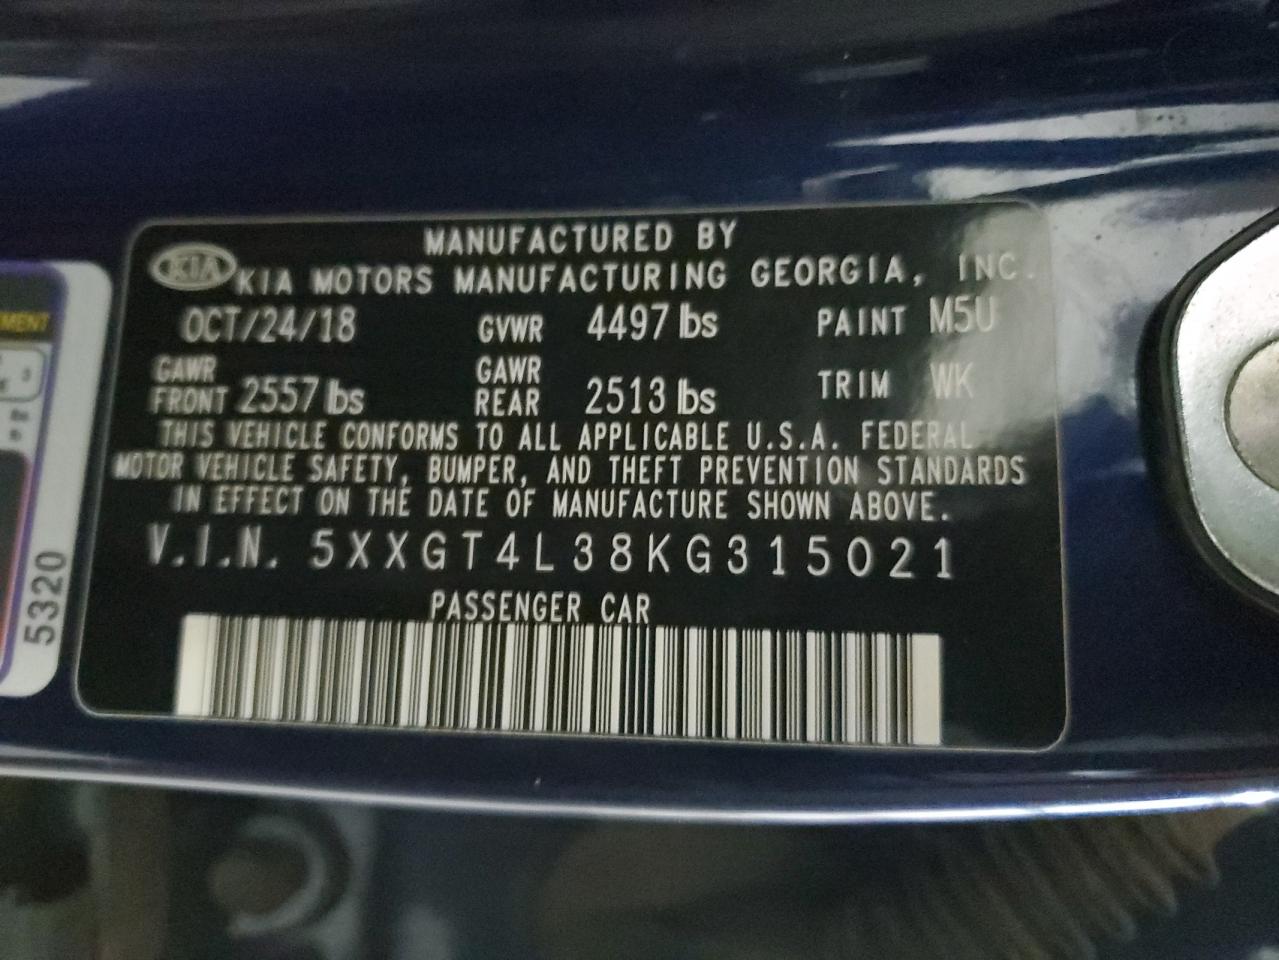 MANUFACTURED BY
KIA KIA MOTORS MANUFACTURING GEORGIA, INC.
OCT/24/18 GVWR 4497 lbs PAINT M5U
GAWR FRONT 2557 lbs GAWR REAR 2513 lbs TRIM WK
THIS VEHICLE CONFORMS TO ALL APPLICABLE U.S.A. FEDERAL
MOTOR VEHICLE SAFETY, BUMPER, AND THEFT PREVENTION STANDARDS
IN EFFECT ON THE DATE OF MANUFACTURE SHOWN ABOVE.
V.I.N. 5XXGT4L38KG315021
PASSENGER CAR
5320